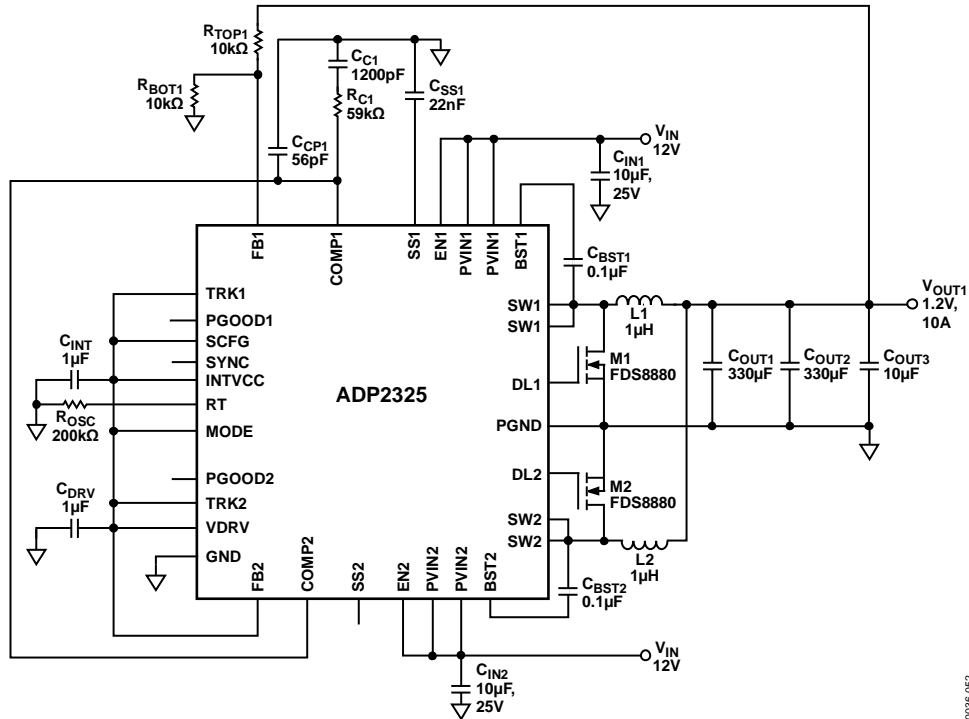 RTOP1
10kΩ
RBOT1
10kΩ
CC1
1200pF
RC1
59kΩ
CSS1
22nF
CCP1
56pF
VIN
12V
CIN1
10µF,
25V
FB1
COMP1
SS1
EN1
PVIN1
PVIN1
BST1
CBST1
0.1µF
TRK1
PGOOD1
SCFG
SYNC
INTVCC
RT
MODE
PGOOD2
TRK2
VDRV
GND
CINT
1µF
ROSC
200kΩ
CDRV
1µF
ADP2325
SW1
SW1
DL1
PGND
DL2
SW2
SW2
L1
1µH
M1
FDS8880
M2
FDS8880
L2
1µH
VOUT1
1.2V,
10A
COUT1
330µF
COUT2
330µF
COUT3
10µF
FB2
COMP2
SS2
EN2
PVIN2
PVIN2
BST2
CBST2
0.1µF
VIN
12V
CIN2
10µF,
25V